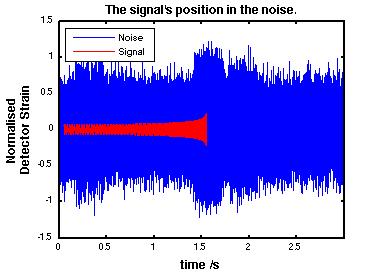 The signal's position in the noise.
Noise
Signal
Normalised
Detector Strain
1.5
1
0.5
0
-0.5
-1
-1.5
0 0.5 1 1.5 2 2.5
time /s